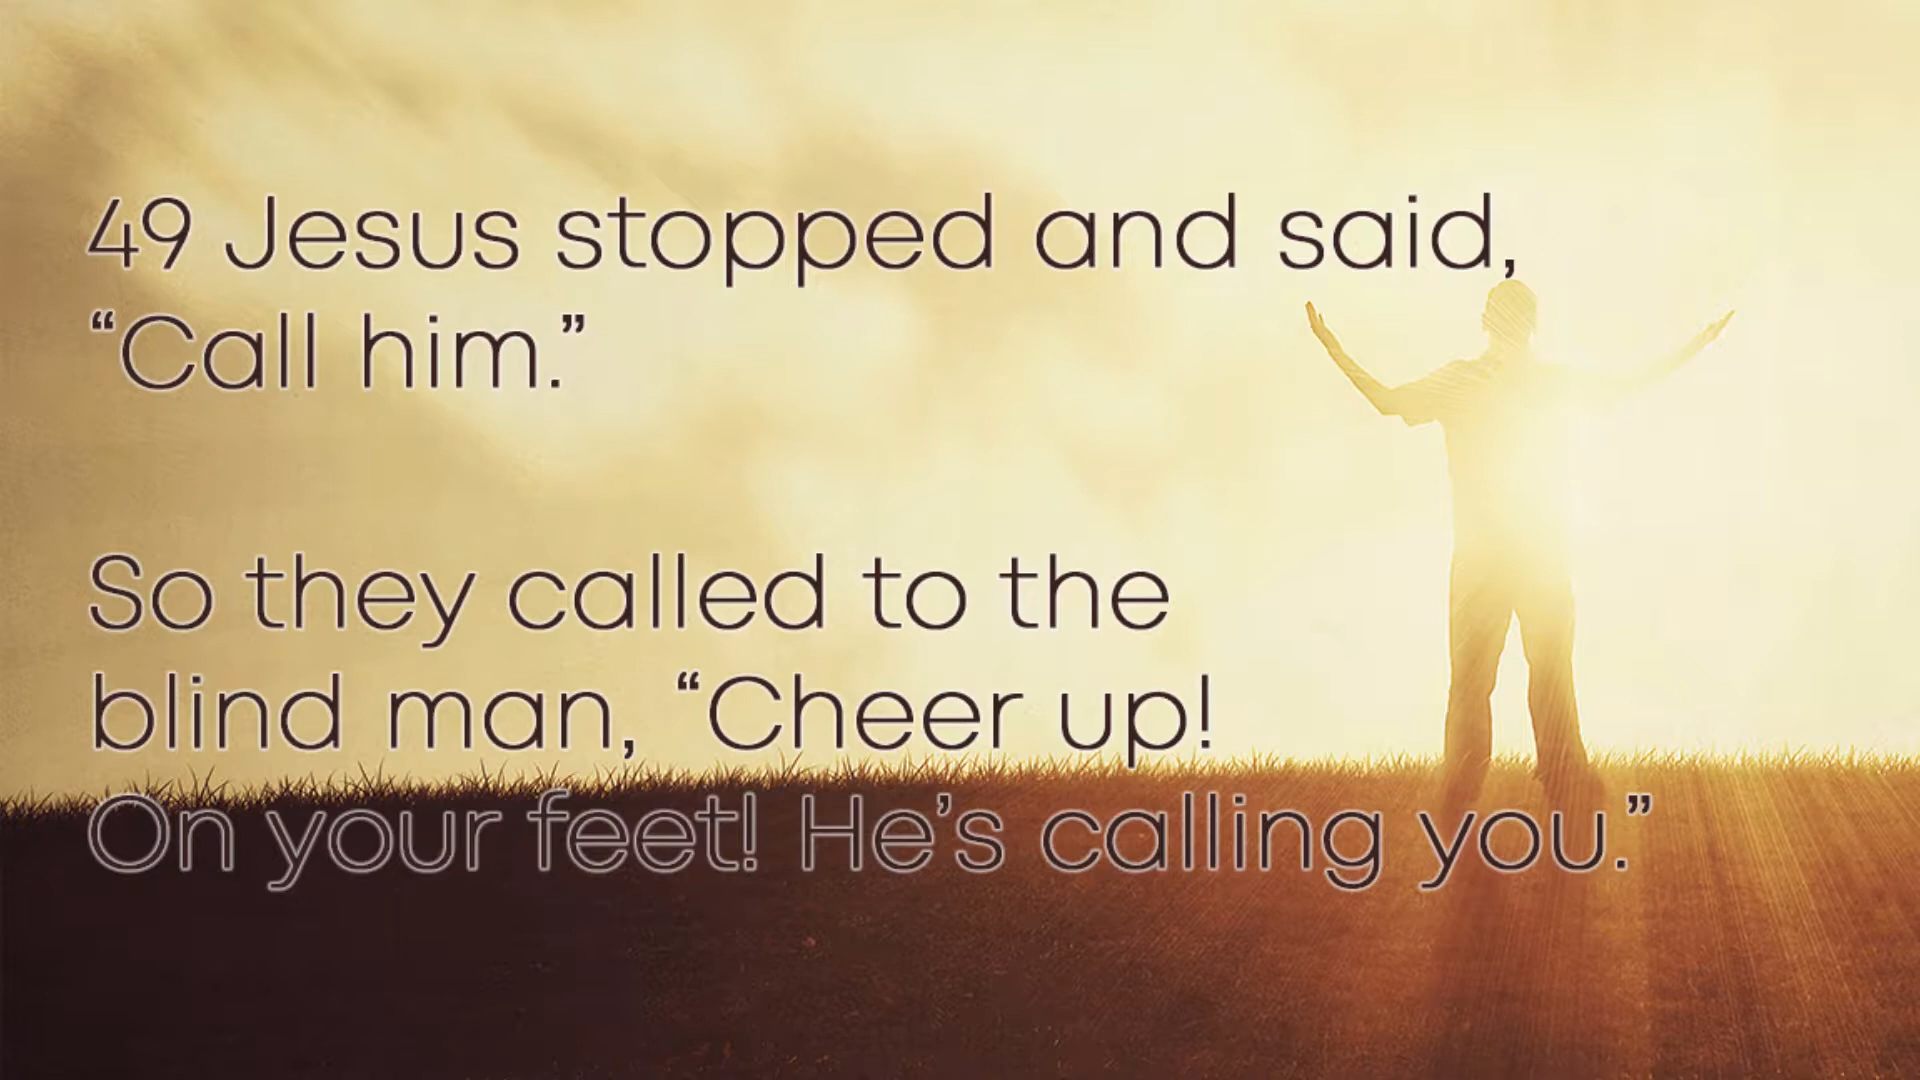 49 Jesus stopped and said,
“Call him.”
So they called to the
blind man, “Cheer up!
On your feet! He’s calling you.”